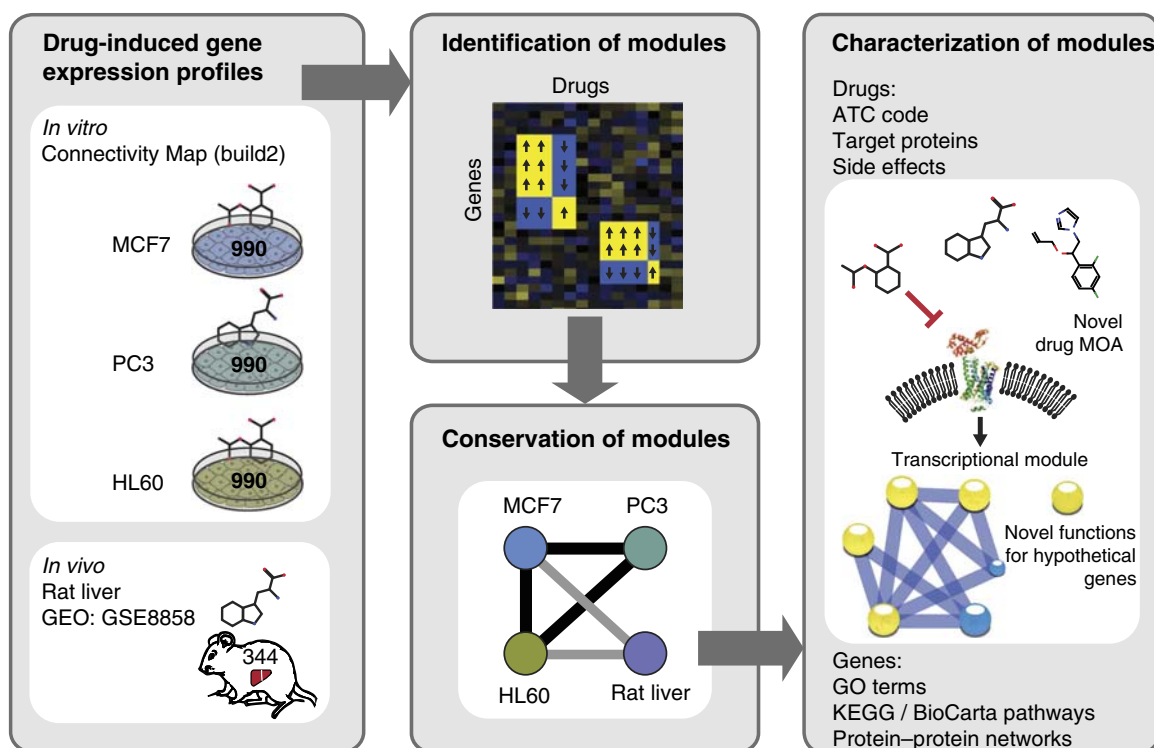 Drug-induced gene
expression profiles
In vitro
Connectivity Map (build2)
MCF7
990
PC3
990
HL60
990
In vivo
Rat liver
GEO: GSE8858
344
Identification of modules
Drugs
Genes
Conservation of modules
MCF7
PC3
HL60
Rat liver
Characterization of modules
Drugs:
ATC code
Target proteins
Side effects
Novel
drug MOA
Transcriptional module
Novel functions
for hypothetical
genes
Genes:
GO terms
KEGG / BioCarta pathways
Protein–protein networks